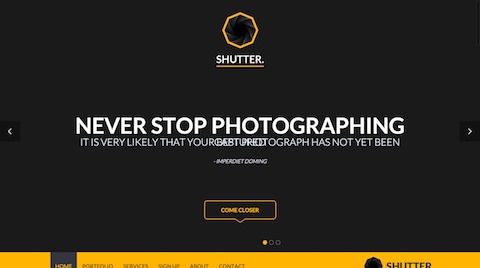 SHUTTER.
NEVER STOP PHOTOGRAPHING
IT IS VERY LIKELY THAT YOUR BEST PHOTOGRAPH HAS NOT YET BEEN
CAPTURED
- IMPERDIET DOMING
COME CLOSER
HOME PORTFOLIO SERVICES SIGN UP ABOUT CONTACT SHUTTER.